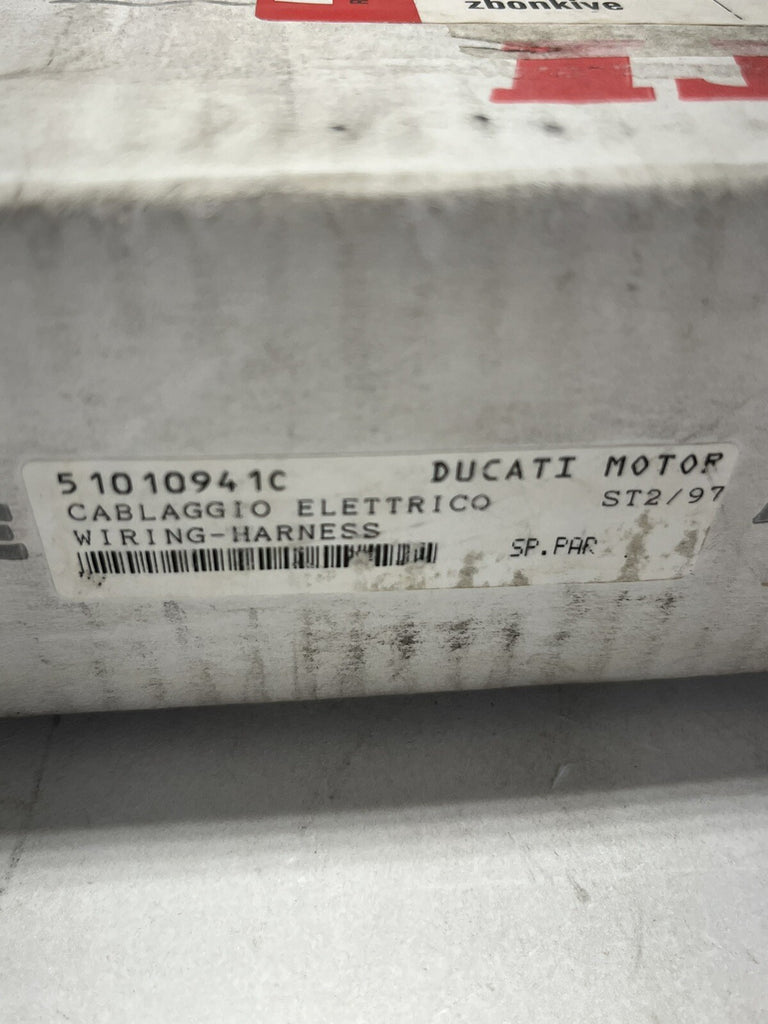 zbonkive
51010941C
DUCATI MOTOR
CABLAGGIO ELETTRICO
ST2/97
WIRING-HARNESS
SP.PAR